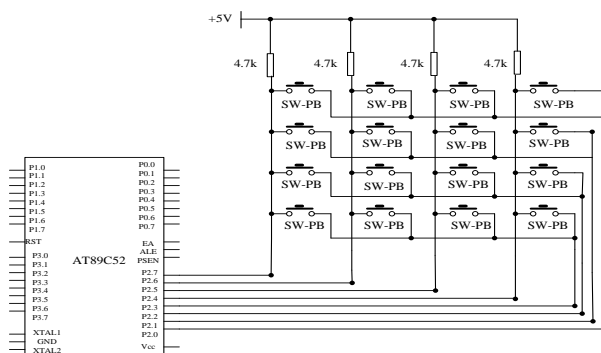 +5V
4.7k 4.7k 4.7k 4.7k
SW-PB SW-PB SW-PB SW-PB
SW-PB SW-PB SW-PB SW-PB
SW-PB SW-PB SW-PB SW-PB
SW-PB SW-PB SW-PB SW-PB
AT89C52
P1.0
P1.1
P1.2
P1.3
P1.4
P1.5
P1.6
P1.7
RST
P3.0
P3.1
P3.2
P3.3
P3.4
P3.5
P3.6
P3.7
XTAL1
GND
XTAL2
P0.0
P0.1
P0.2
P0.3
P0.4
P0.5
P0.6
P0.7
EA
ALE
PSEN
P2.7
P2.6
P2.5
P2.4
P2.3
P2.2
P2.1
P2.0
Vcc